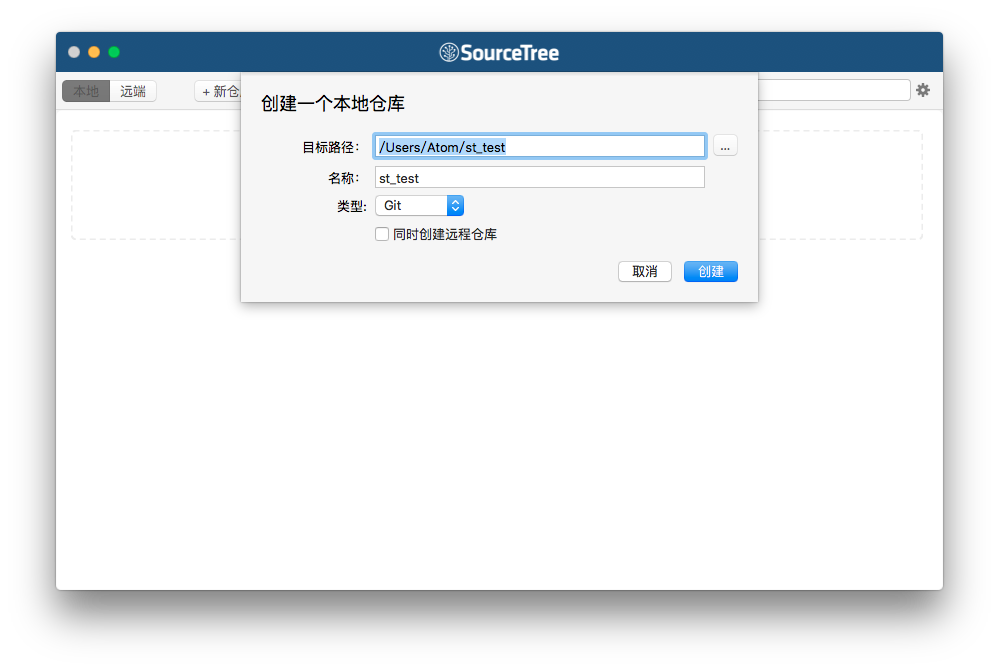 SourceTree
本地 远端 + 新仓
创建一个本地仓库
目标路径: /Users/Atom/st_test ...
名称: st_test
类型: Git
同时创建远程仓库
取消 创建